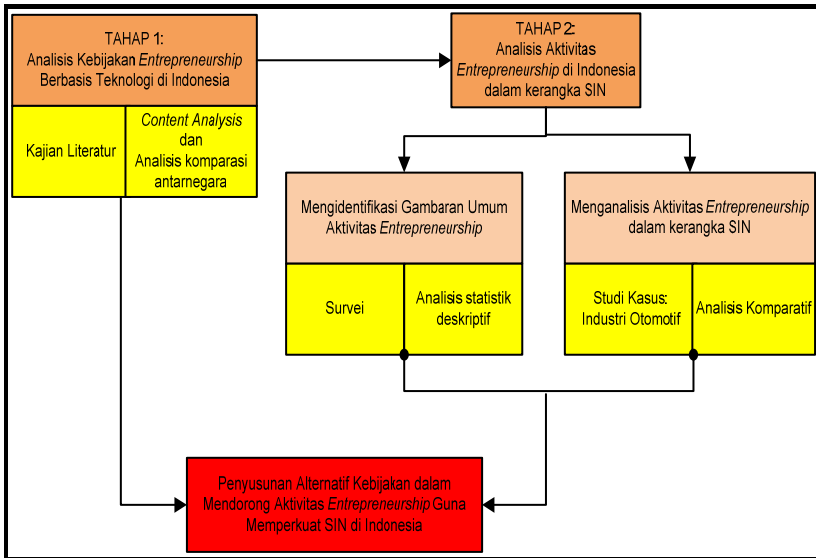 TAHAP 1:
Analisis Kebijakan Entrepreneurship
Berbasis Teknologi di Indonesia
Kajian Literatur
Content Analysis
dan
Analisis komparasi
antarnegara
TAHAP 2:
Analisis Aktivitas
Entrepreneurship di Indonesia
dalam kerangka SIN
Mengidentifikasi Gambaran Umum
Aktivitas Entrepreneurship
Survei
Analisis statistik
deskriptif
Menganalisis Aktivitas Entrepreneurship
dalam kerangka SIN
Studi Kasus:
Industri Otomotif
Analisis Komparatif
Penyusunan Alternatif Kebijakan dalam
Mendorong Aktivitas Entrepreneurship Guna
Memperkuat SIN di Indonesia